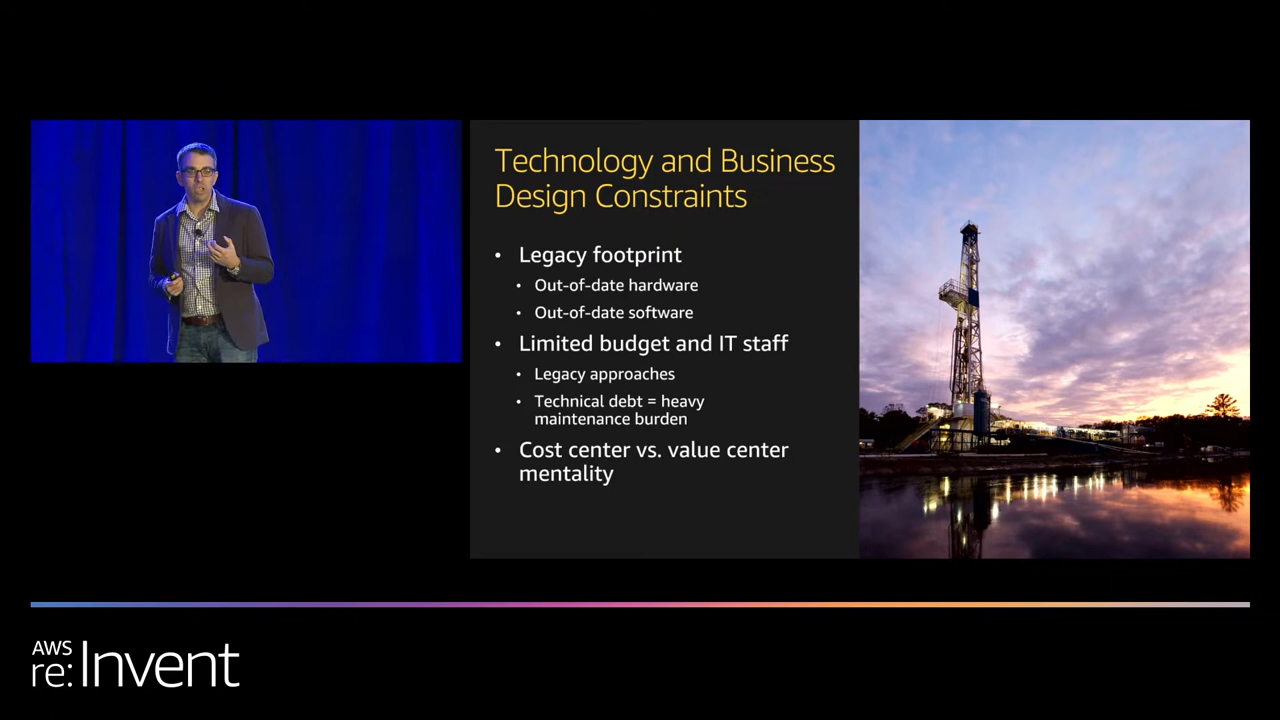 Technology and Business
Design Constraints
• Legacy footprint
• Out-of-date hardware
• Out-of-date software
• Limited budget and IT staff
• Legacy approaches
• Technical debt = heavy
maintenance burden
• Cost center vs. value center
mentality
AWS
re:Invent